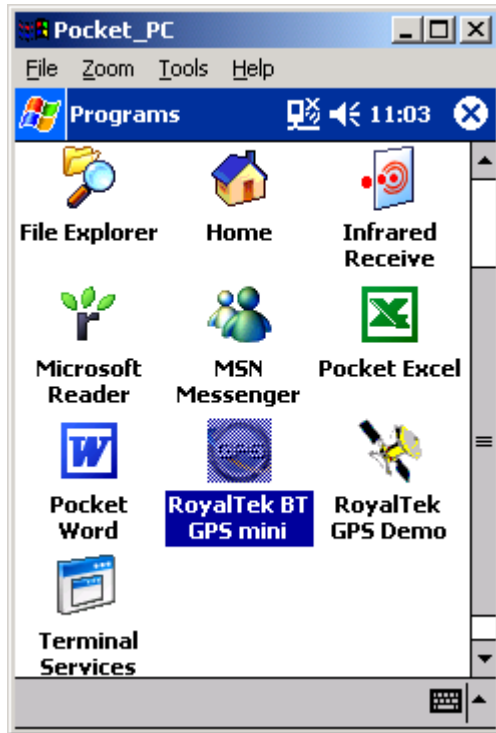 Pocket_PC
File Zoom Tools Help
Programs 11:03
File Explorer Home Infrared
Receive
Microsoft MSN Pocket Excel
Reader Messenger
W
GPS
Pocket RoyalTek BT RoyalTek
Word GPS mini GPS Demo
Terminal
Services